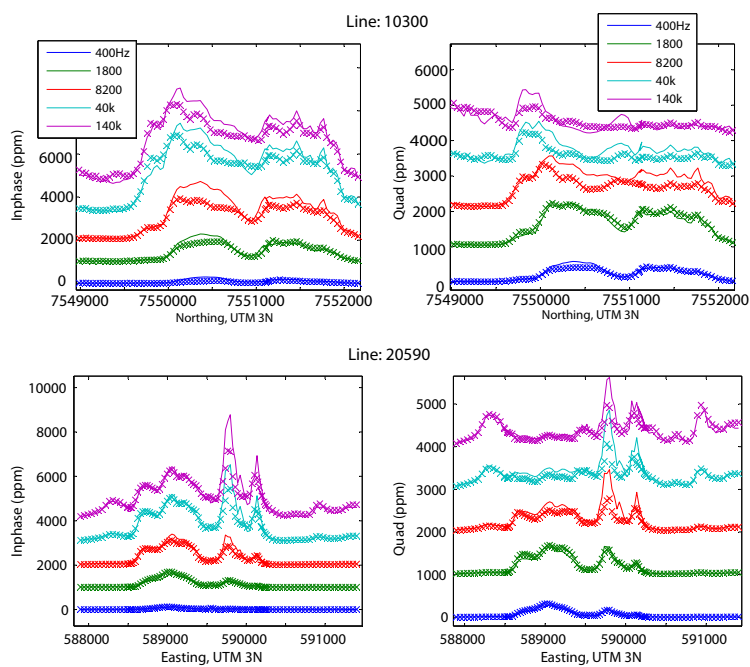 Line: 10300
400Hz
1800
8200
40k
140k
6000
4000
2000
0
Inphase (ppm)
7549000 7550000 7551000 7552000
Northing, UTM 3N
400Hz
1800
8200
40k
140k
6000
5000
4000
3000
2000
1000
0
Quad (ppm)
7549000 7550000 7551000 7552000
Northing, UTM 3N
Line: 20590
10000
8000
6000
4000
2000
0
Inphase (ppm)
588000 589000 590000 591000
Easting, UTM 3N
5000
4000
3000
2000
1000
0
Quad (ppm)
588000 589000 590000 591000
Easting, UTM 3N